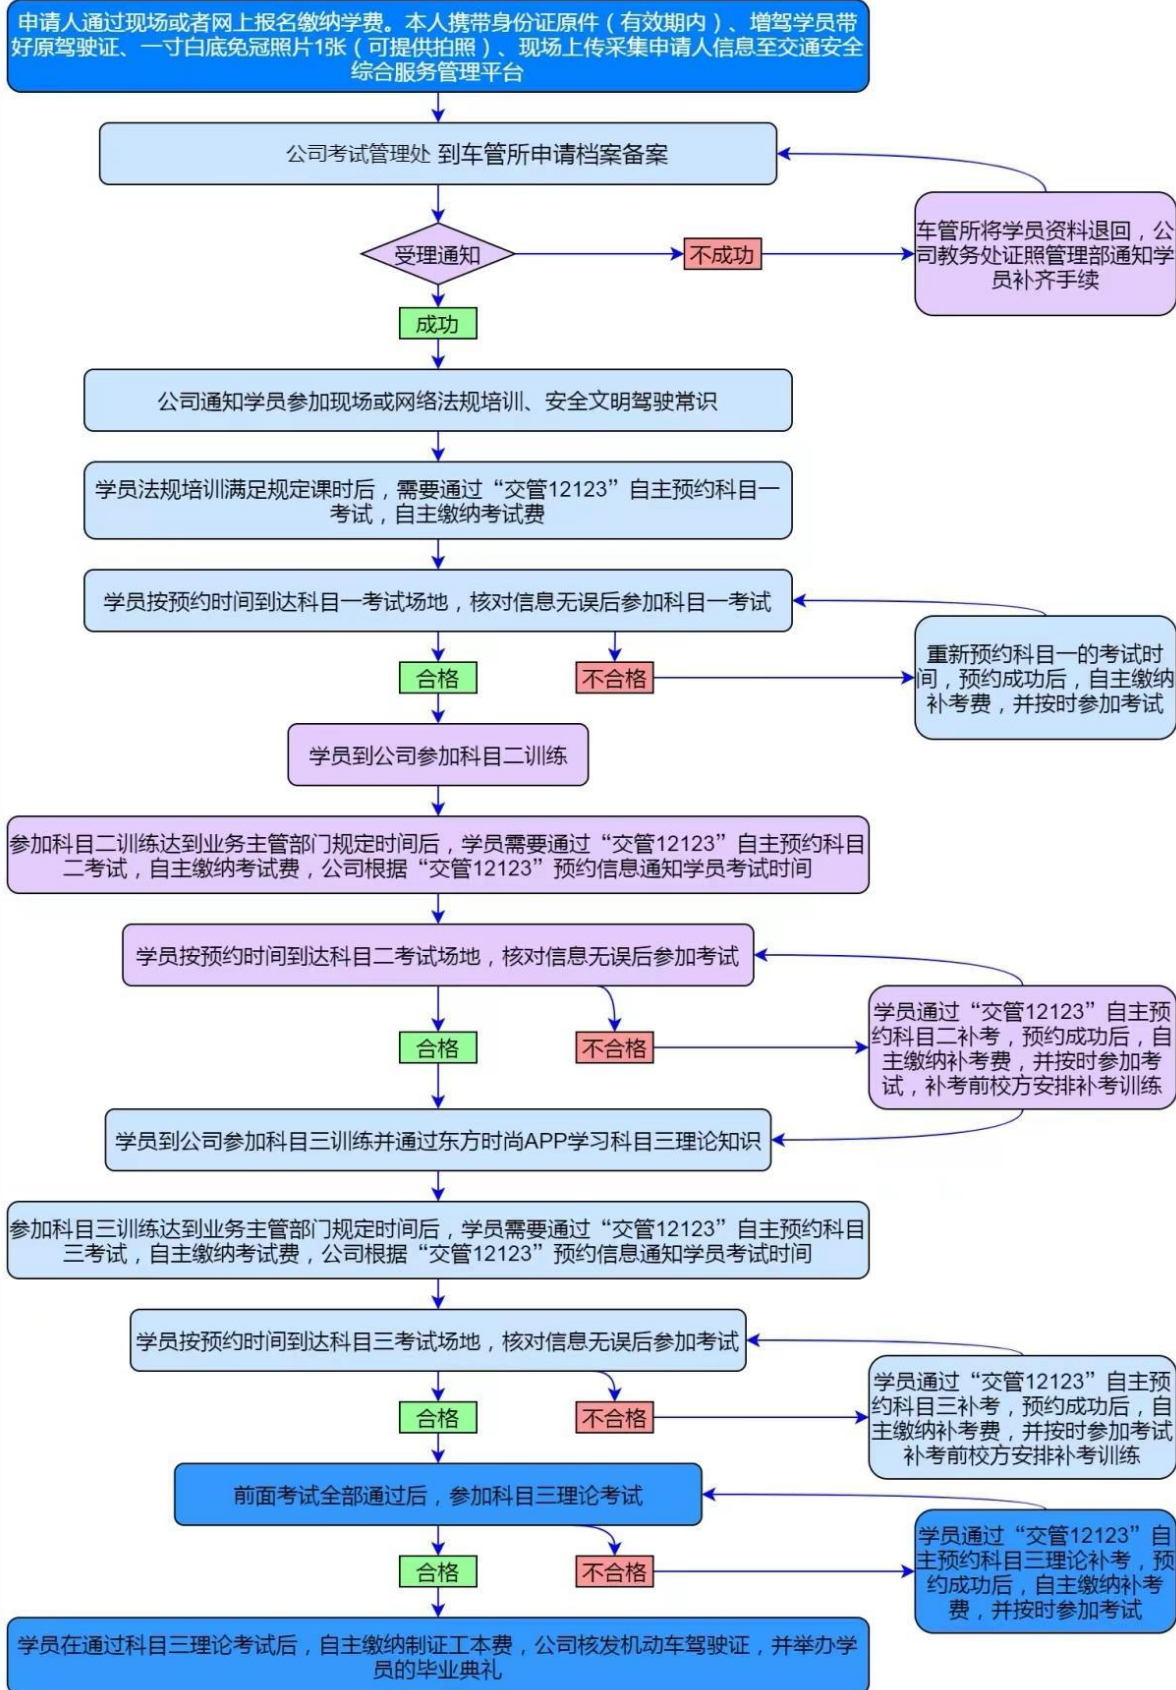 申请人通过现场或者网上报名缴纳学费。本人携带身份证原件（有效期内）、增驾学员带
好原驾驶证、一寸白底免冠照片1张（可提供拍照）、现场上传采集申请人信息至交通安全
综合服务管理平台
公司考试管理处 到车管所申请档案备案
受理通知
不成功
车管所将学员资料退回，公
司教务处证照管理部通知学
员补齐手续
成功
公司通知学员参加现场或网络法规培训、安全文明驾驶常识
学员法规培训满足规定课时后，需要通过“交管12123”自主预约科目一
考试，自主缴纳考试费
学员按预约时间到达科目一考试场地，核对信息无误后参加科目一考试
合格
不合格
重新预约科目一的考试时
间，预约成功后，自主缴纳
补考费，并按时参加考试
学员到公司参加科目二训练
参加科目二训练达到业务主管部门规定时间后，学员需要通过“交管12123”自主预约科目
二考试，自主缴纳考试费，公司根据“交管12123”预约信息通知学员考试时间
学员按预约时间到达科目二考试场地，核对信息无误后参加考试
合格
不合格
学员通过“交管12123”自主预
约科目二补考，预约成功后，自
主缴纳补考费，并按时参加考
试，补考前校方安排补考训练
学员到公司参加科目三训练并通过东方时尚APP学习科目三理论知识
参加科目三训练达到业务主管部门规定时间后，学员需要通过“交管12123”自主预约科目
三考试，自主缴纳考试费，公司根据“交管12123”预约信息通知学员考试时间
学员按预约时间到达科目三考试场地，核对信息无误后参加考试
合格
不合格
学员通过“交管12123”自主预
约科目三补考，预约成功后，自
主缴纳补考费，并按时参加考试
补考前校方安排补考训练
前面考试全部通过后，参加科目三理论考试
合格
不合格
学员通过“交管12123”自
主预约科目三理论补考，预
约成功后，自主缴纳补考
费，并按时参加考试
学员在通过科目三理论考试后，自主缴纳制证工本费，公司核发机动车驾驶证，并举办学
员的毕业典礼